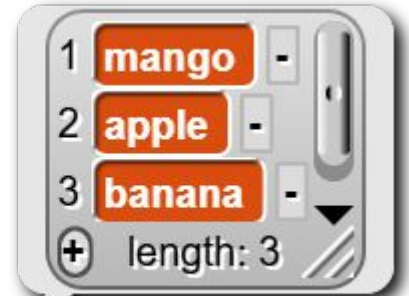 1 mango -
2 apple -
3 banana -
+ length: 3